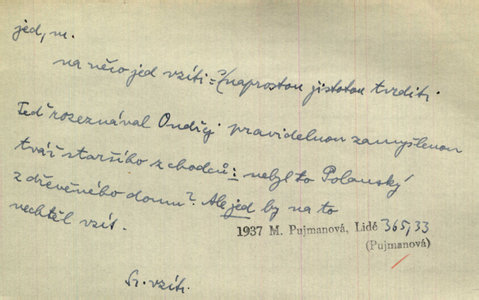 jed, m.
na něco jed vzíti = s naprostou jistotou tvrditi.
Teď rozeznával Ondřej pravidelnou zamyšlenou
tvář staršího z chodců: nebyl to Polanský
z dřevěného domu? Ale jed by na to
nechtěl vzít.
1937 M. Pujmanová, Lidé 365,33
(Pujmanová)
Sr. vzíti.